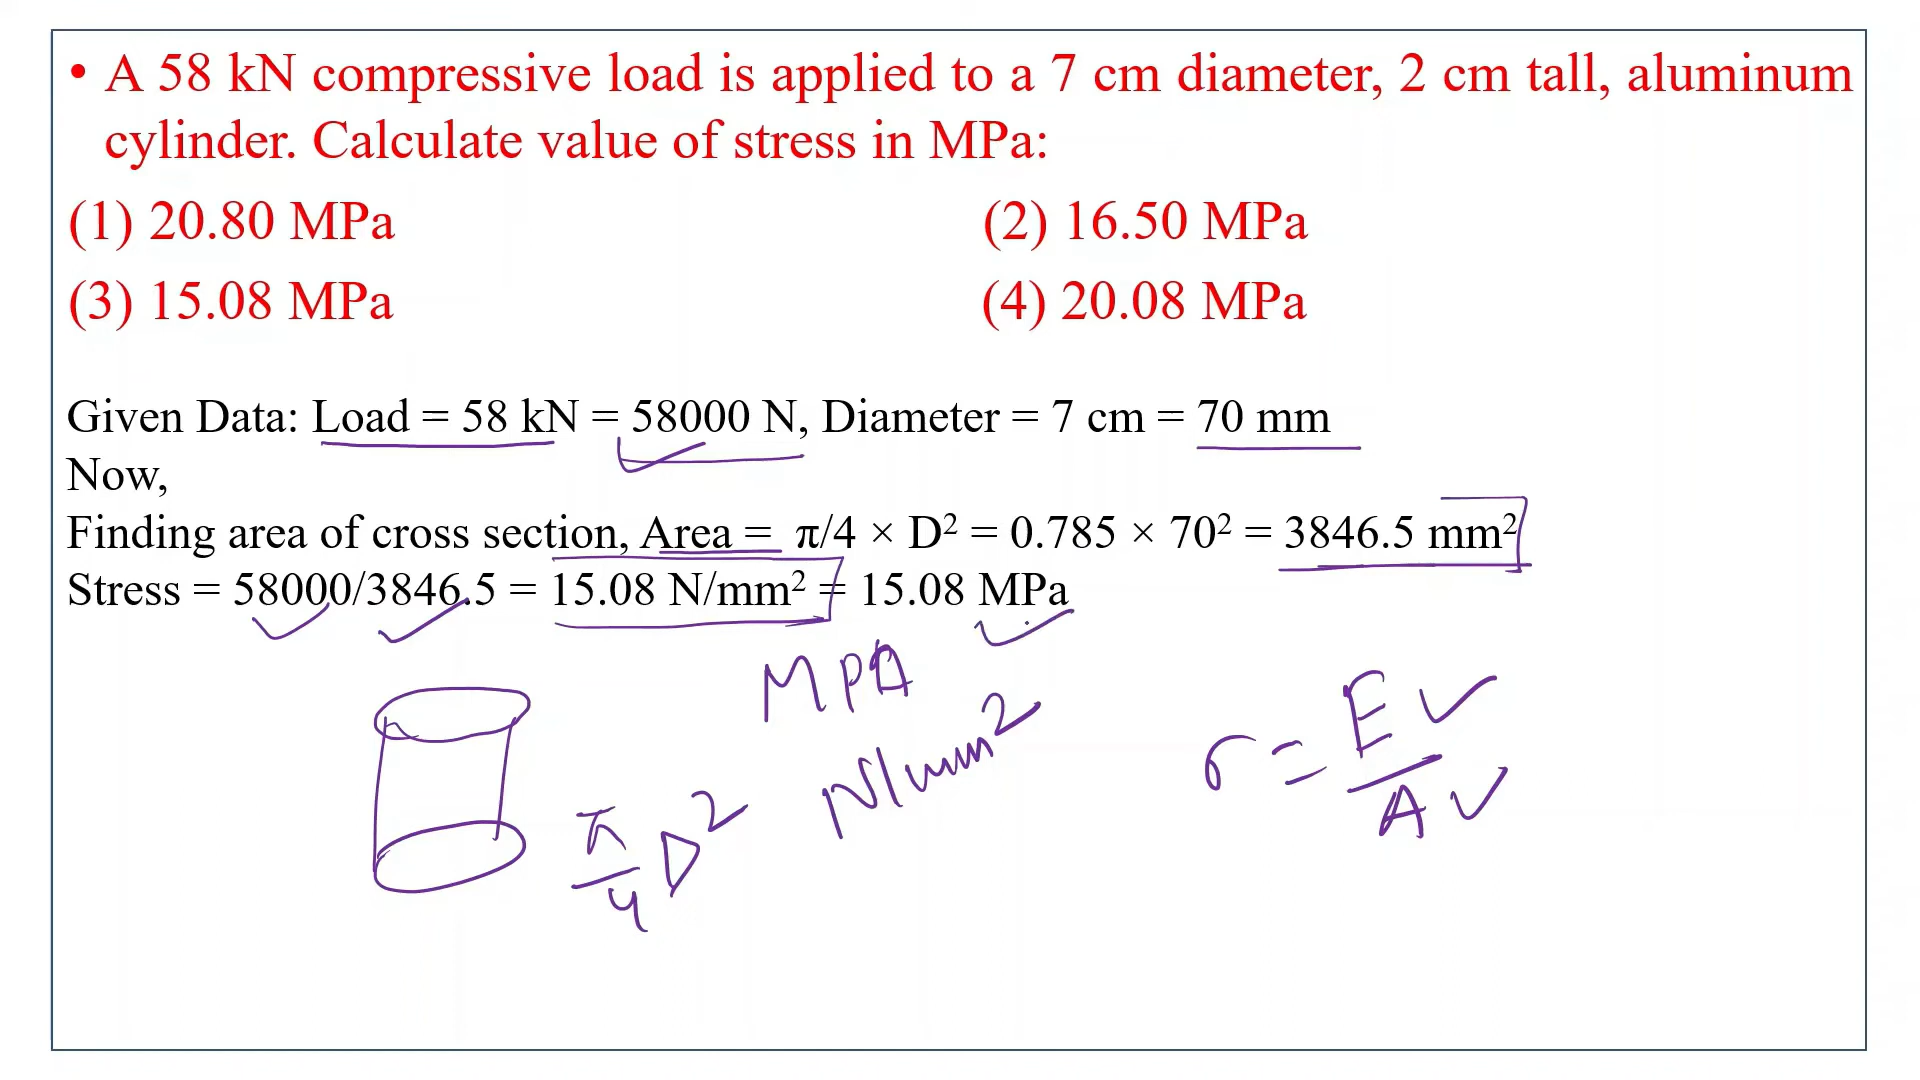 • A 58 kN compressive load is applied to a 7 cm diameter, 2 cm tall, aluminum
cylinder. Calculate value of stress in MPa:
(1) 20.80 MPa (2) 16.50 MPa
(3) 15.08 MPa (4) 20.08 MPa
Given Data: Load = 58 kN = 58000 N, Diameter = 7 cm = 70 mm
Now,
Finding area of cross section, Area = π/4 × D² = 0.785 × 70² = 3846.5 mm²
Stress = 58000/3846.5 = 15.08 N/mm² = 15.08 MPa
MPA
N/mm²
π/4 D²
σ = E/A